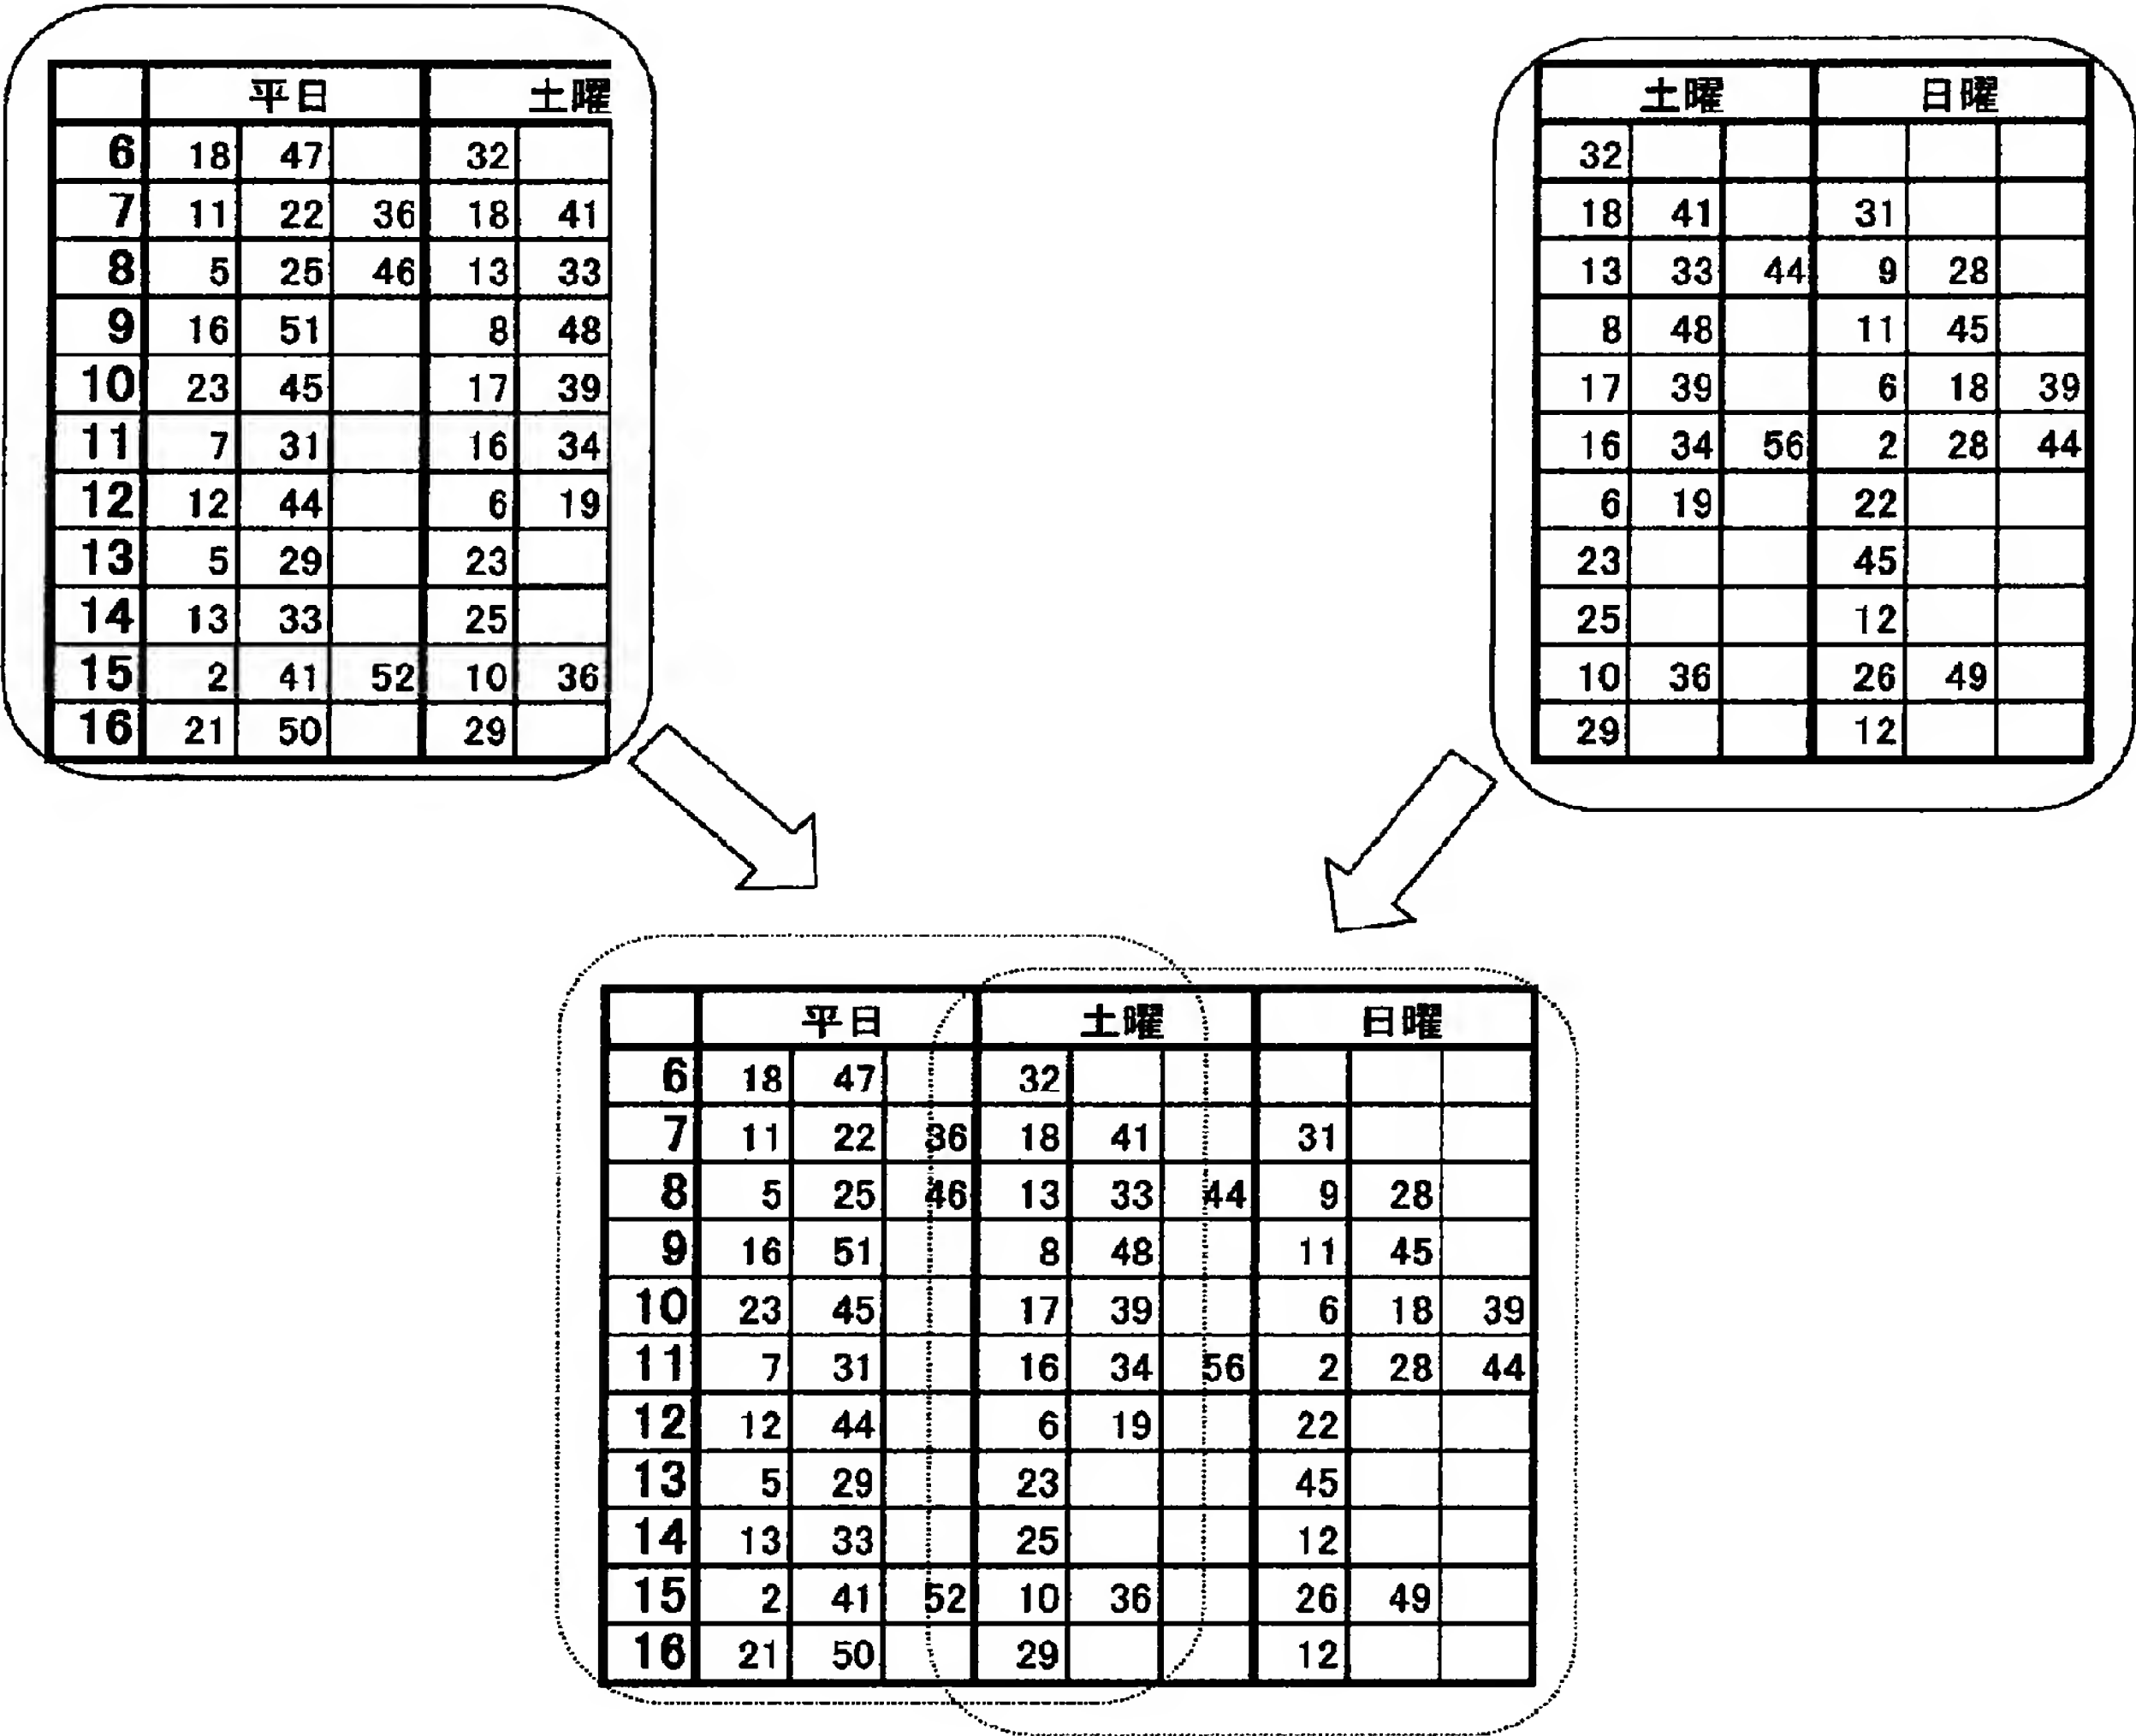 平日 土曜
6 18 47 32
7 11 22 36 18 41
8 5 25 46 13 33
9 16 51 8 48
10 23 45 17 39
11 7 31 16 34
12 12 44 6 19
13 5 29 23
14 13 33 25
15 2 41 52 10 36
16 21 50 29
土曜 日曜
32
18 41 31
13 33 44 9 28
8 48 11 45
17 39 6 18 39
16 34 56 2 28 44
6 19 22
23 45
25 12
10 36 26 49
29 12
平日 土曜 日曜
6 18 47 32
7 11 22 36 18 41 31
8 5 25 46 13 33 44 9 28
9 16 51 8 48 11 45
10 23 45 17 39 6 18 39
11 7 31 16 34 56 2 28 44
12 12 44 6 19 22
13 5 29 23 45
14 13 33 25 12
15 2 41 52 10 36 26 49
16 21 50 29 12